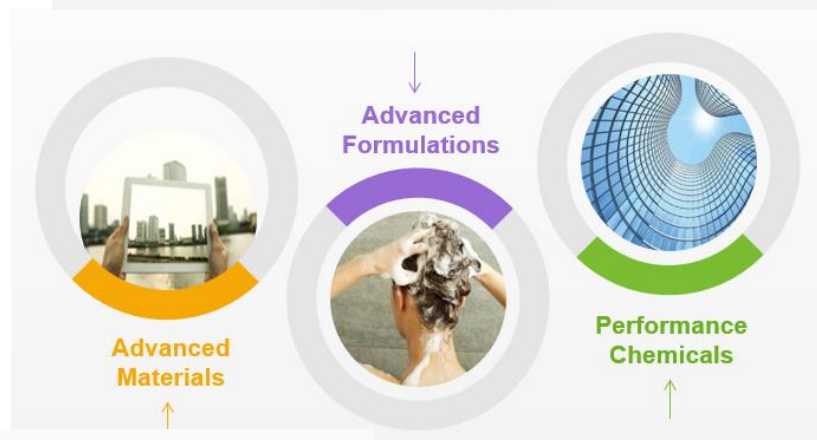 Advanced
Formulations
Advanced
Materials
Performance
Chemicals